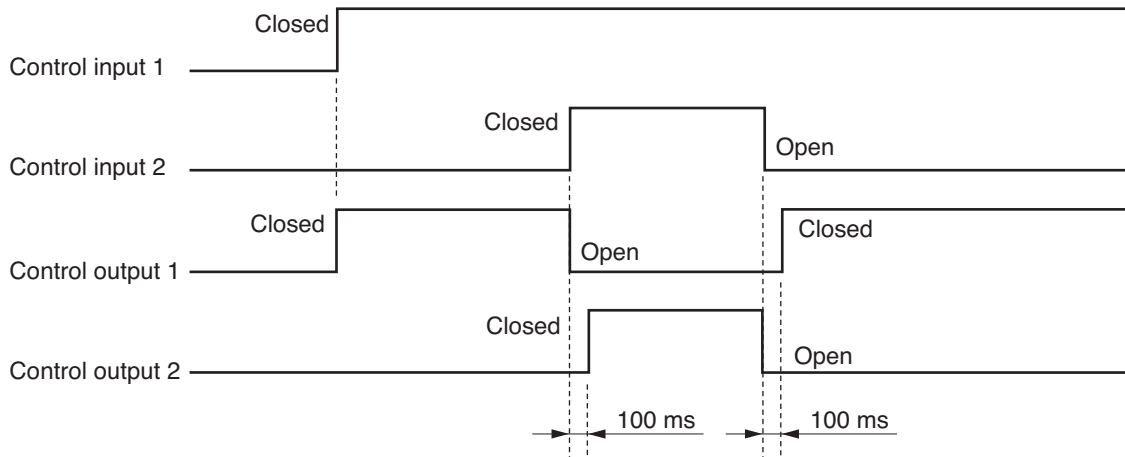 Closed
Control input 1
Closed
Open
Control input 2
Closed
Open
Closed
Control output 1
Closed
Open
Control output 2
100 ms
100 ms